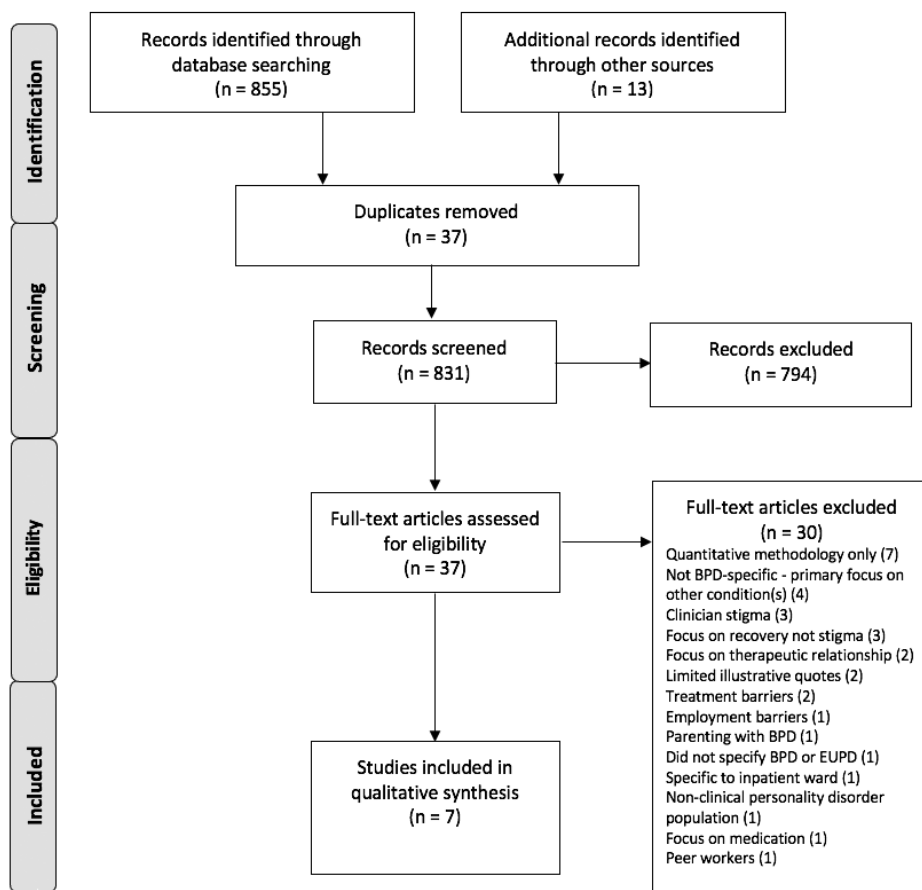 Identification
Records identified through
database searching
(n = 855)
Additional records identified
through other sources
(n = 13)
Duplicates removed
(n = 37)
Screening
Records screened
(n = 831)
Records excluded
(n = 794)
Eligibility
Full-text articles assessed
for eligibility
(n = 37)
Full-text articles excluded
(n = 30)
Quantitative methodology only (7)
Not BPD-specific - primary focus on
other condition(s) (4)
Clinician stigma (3)
Focus on recovery not stigma (3)
Focus on therapeutic relationship (2)
Limited illustrative quotes (2)
Treatment barriers (2)
Employment barriers (1)
Parenting with BPD (1)
Did not specify BPD or EUPD (1)
Specific to inpatient ward (1)
Non-clinical personality disorder
population (1)
Focus on medication (1)
Peer workers (1)
Included
Studies included in
qualitative synthesis
(n = 7)